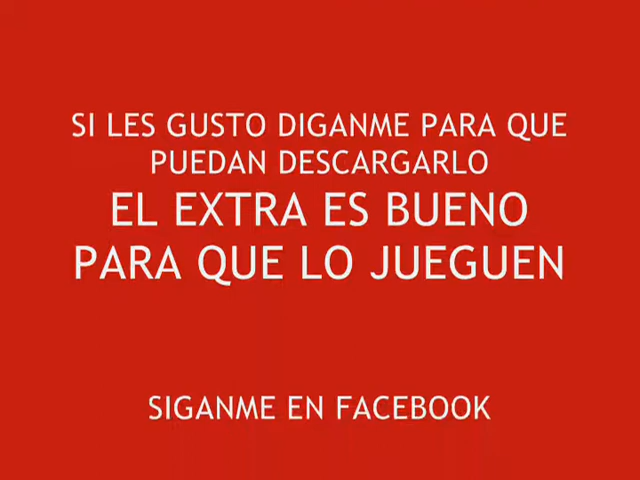 SI LES GUSTO DIGANME PARA QUE
PUEDAN DESCARGARLO
EL EXTRA ES BUENO
PARA QUE LO JUEGUEN
SIGANME EN FACEBOOK